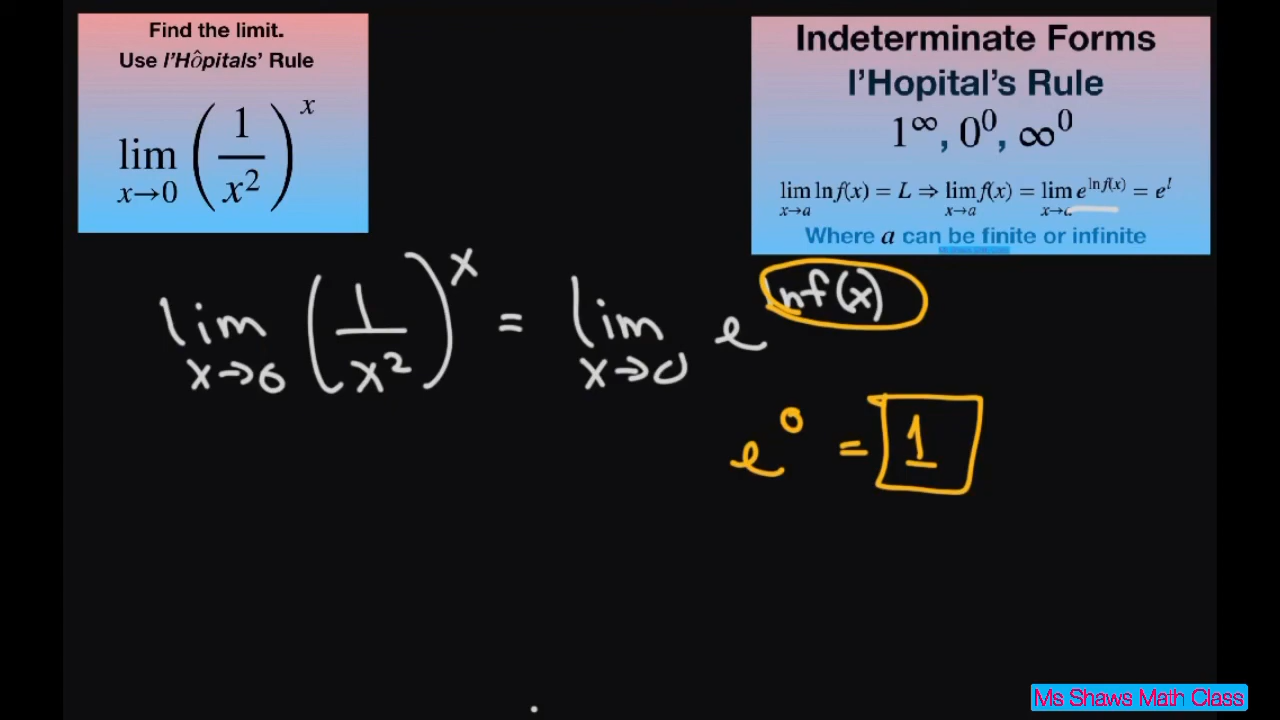 Find the limit.
Use l'Hôpitals' Rule
lim x→0 (1/x²)^x
Indeterminate Forms
l'Hopital's Rule
1^∞, 0^0, ∞^0
lim x→a ln f(x) = L ⇒ lim x→a f(x) = lim x→a e^ln f(x) = e^l
Where a can be finite or infinite
lim x→0 (1/x²)^x = lim x→0 e^ln f(x)
e^0 = 1
Ms Shaws Math Class